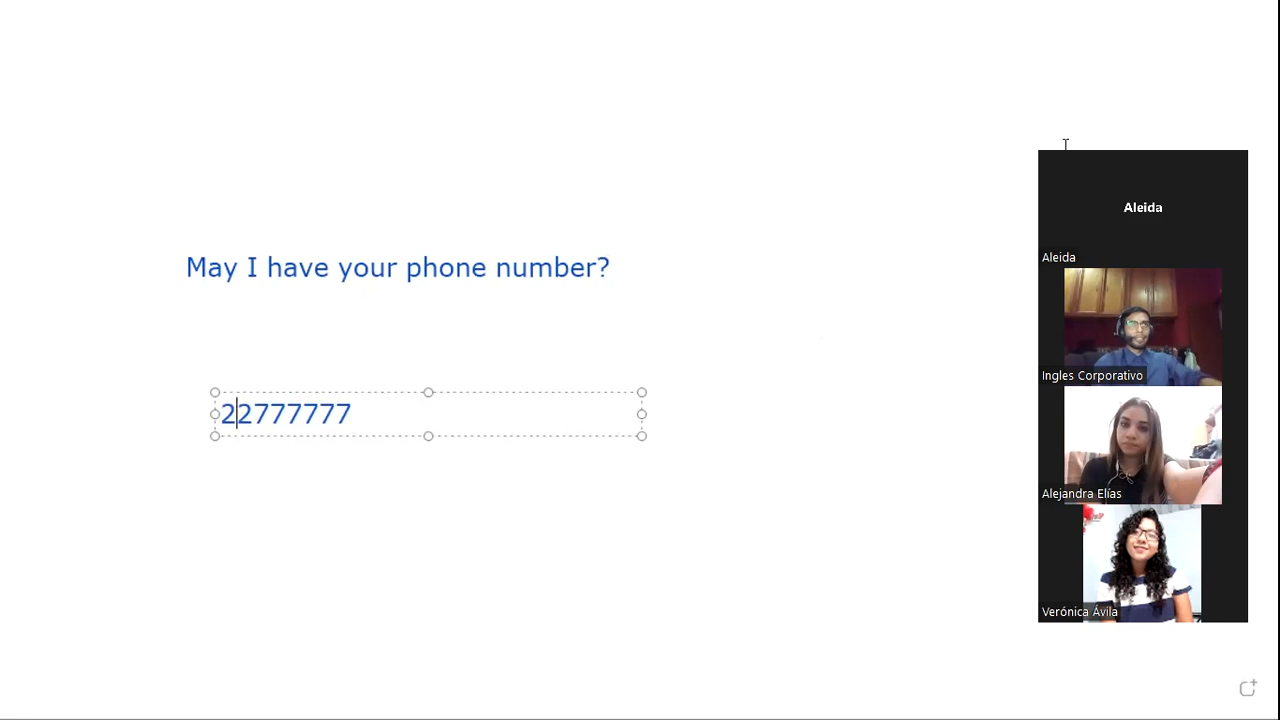 May I have your phone number?
22777777
Aleida
Aleida
Ingles Corporativo
Alejandra Elías
Verónica Ávila